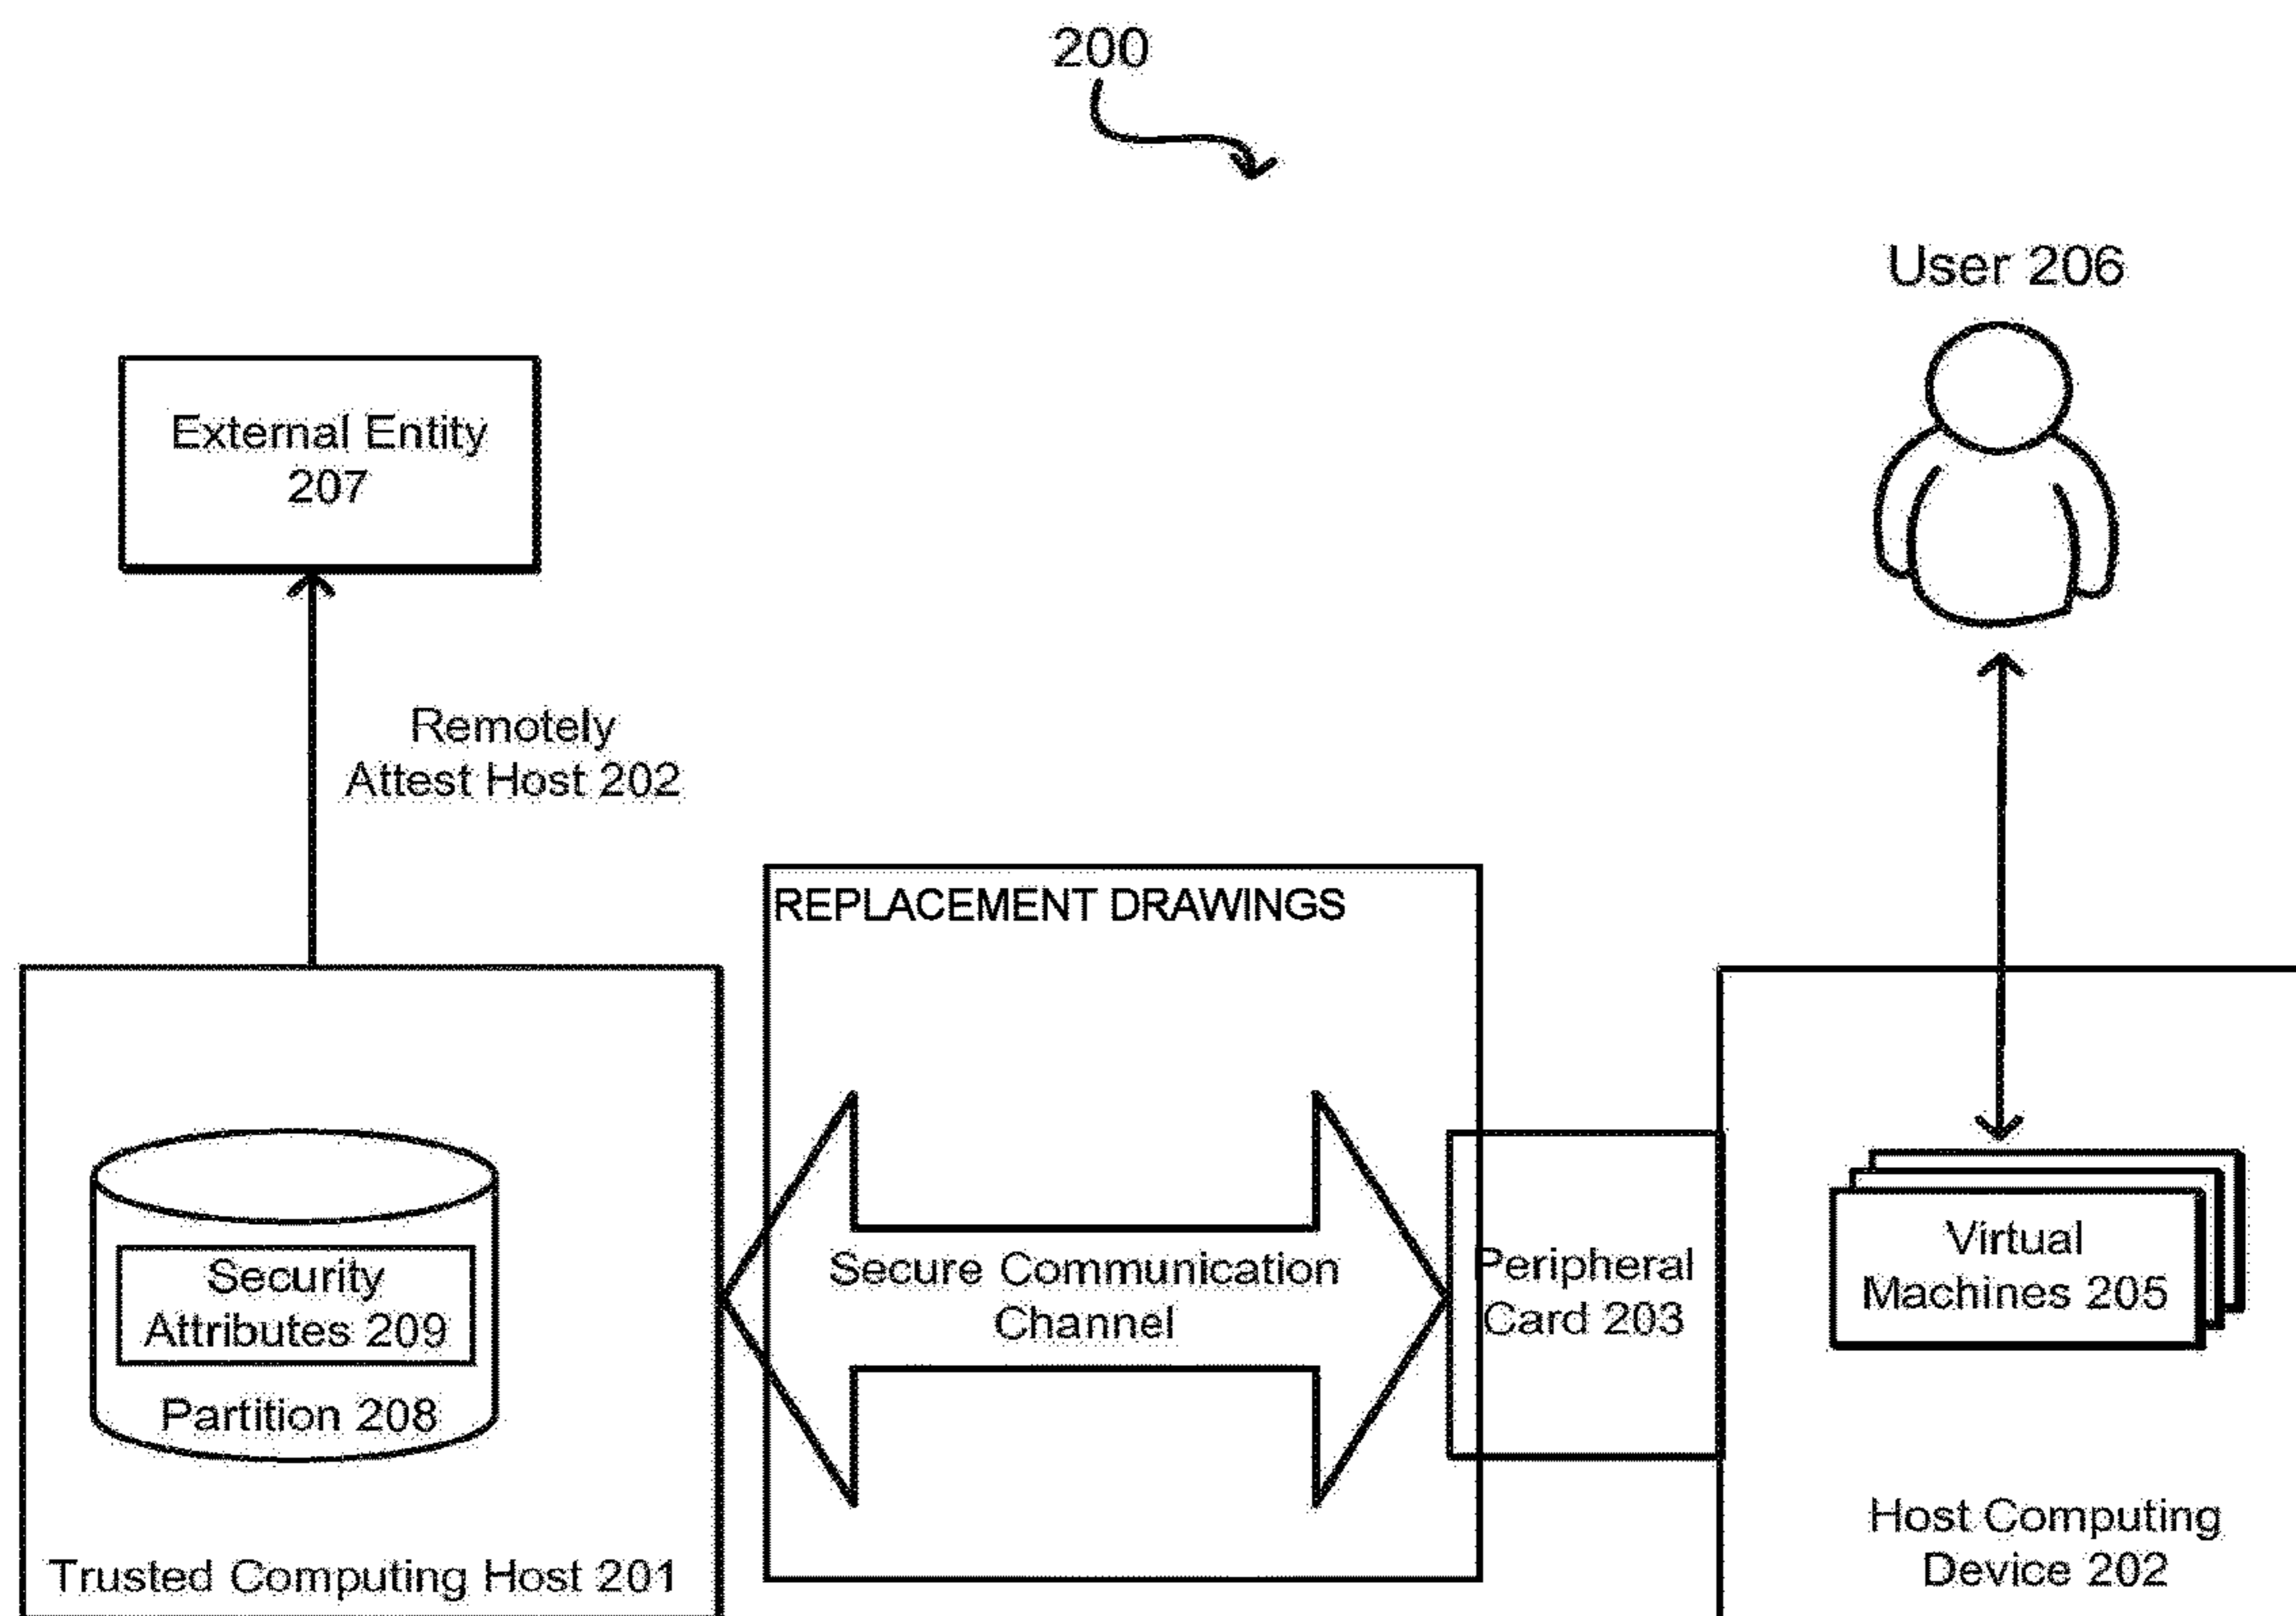 200
User 206
External Entity
207
Remotely
Attest Host 202
REPLACEMENT DRAWINGS
Security
Attributes 209
Partition 208
Trusted Computing Host 201
Secure Communication
Channel
Peripheral
Card 203
Virtual
Machines 205
Host Computing
Device 202